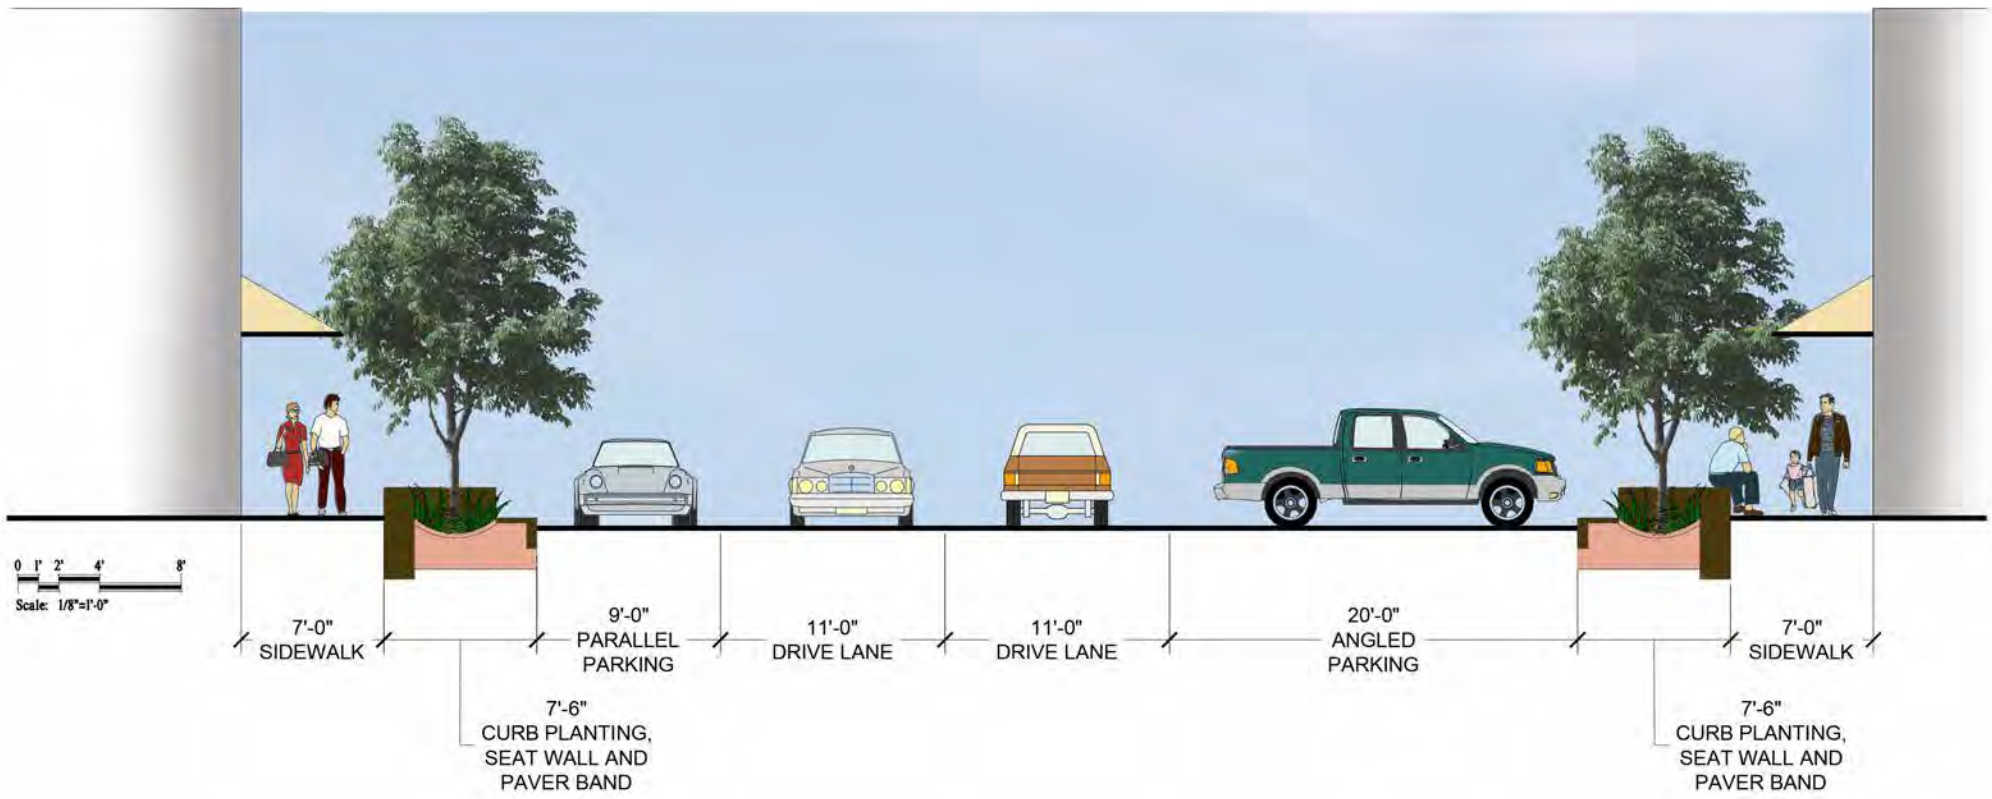 0 1' 2' 4' 8'
Scale: 1/8"=1'-0"
7'-0"
SIDEWALK
9'-0"
PARALLEL
PARKING
11'-0"
DRIVE LANE
11'-0"
DRIVE LANE
20'-0"
ANGLED
PARKING
7'-0"
SIDEWALK
7'-6"
CURB PLANTING,
SEAT WALL AND
PAVER BAND
7'-6"
CURB PLANTING,
SEAT WALL AND
PAVER BAND